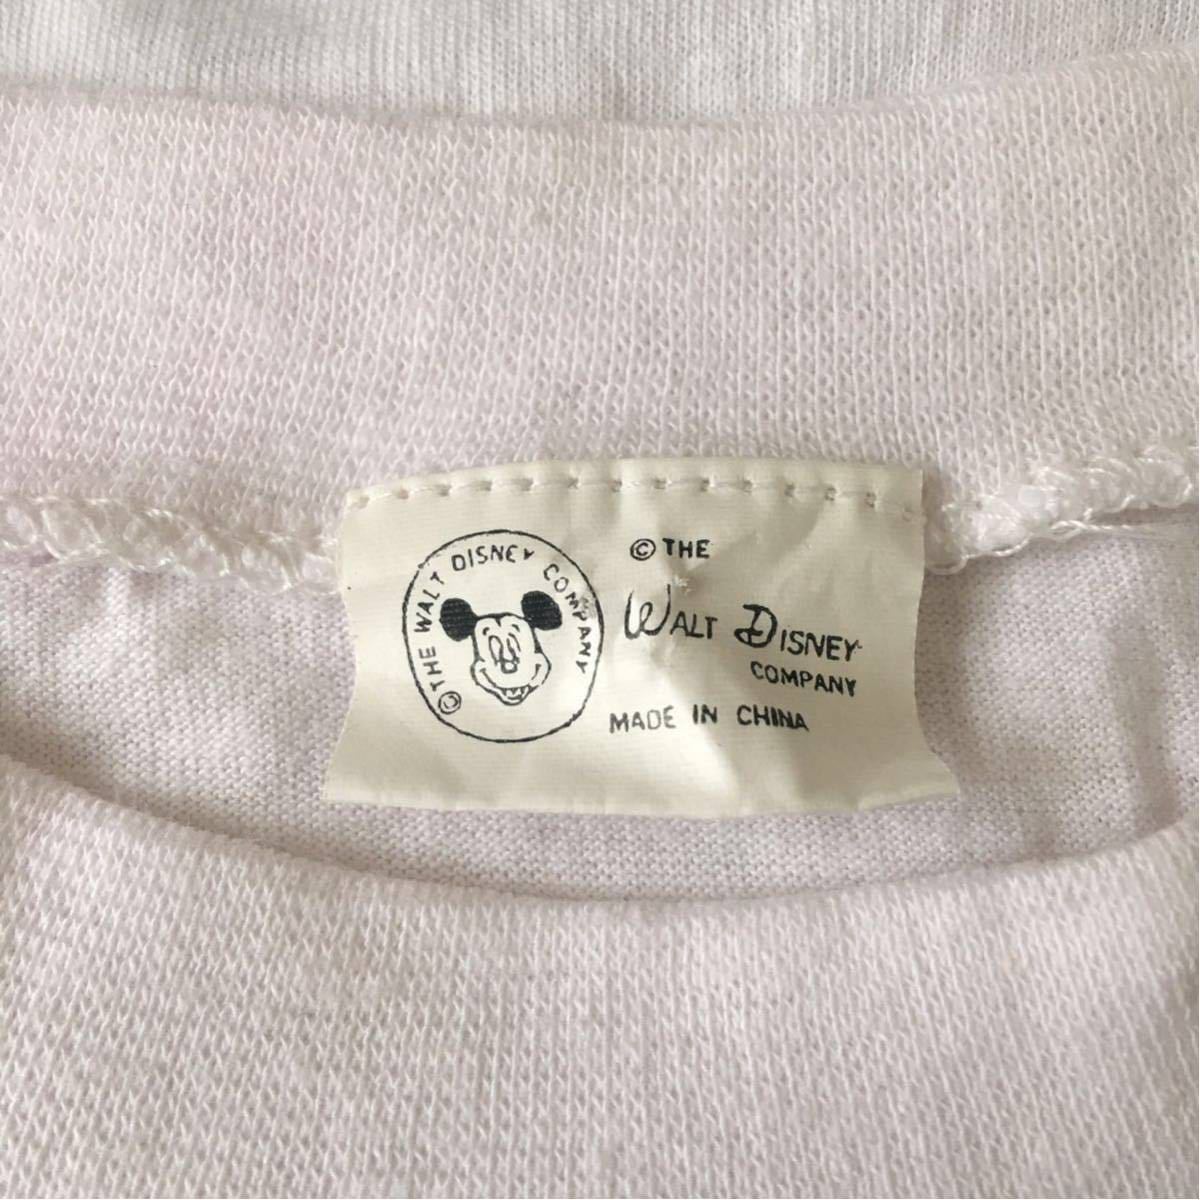 © THE WALT DISNEY COMPANY
© THE
WALT DISNEY
COMPANY
MADE IN CHINA